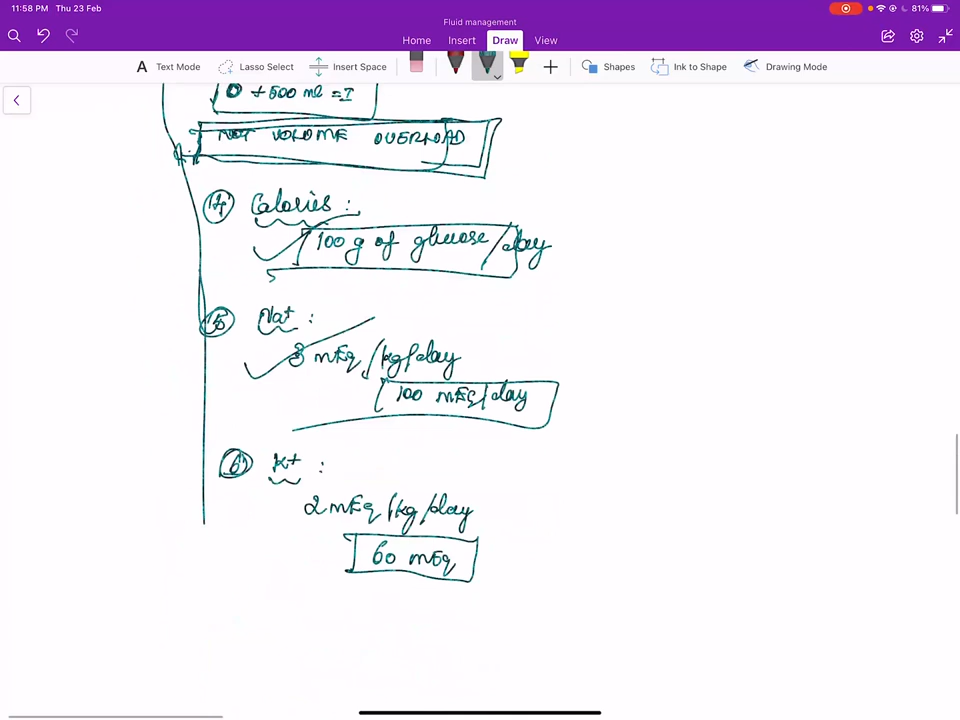 11:58 PM Thu 23 Feb
81%
Fluid management
Home Insert Draw View
Text Mode Lasso Select Insert Space Shapes Ink to Shape Drawing Mode
O + 500 ml = I
NOT VOLUME OVERLOAD
4 Calories :
100 g of glucose/day
5 Na+ :
3 mEq/kg/day
100 mEq/day
6 K+ :
2 mEq/kg/day
60 mEq